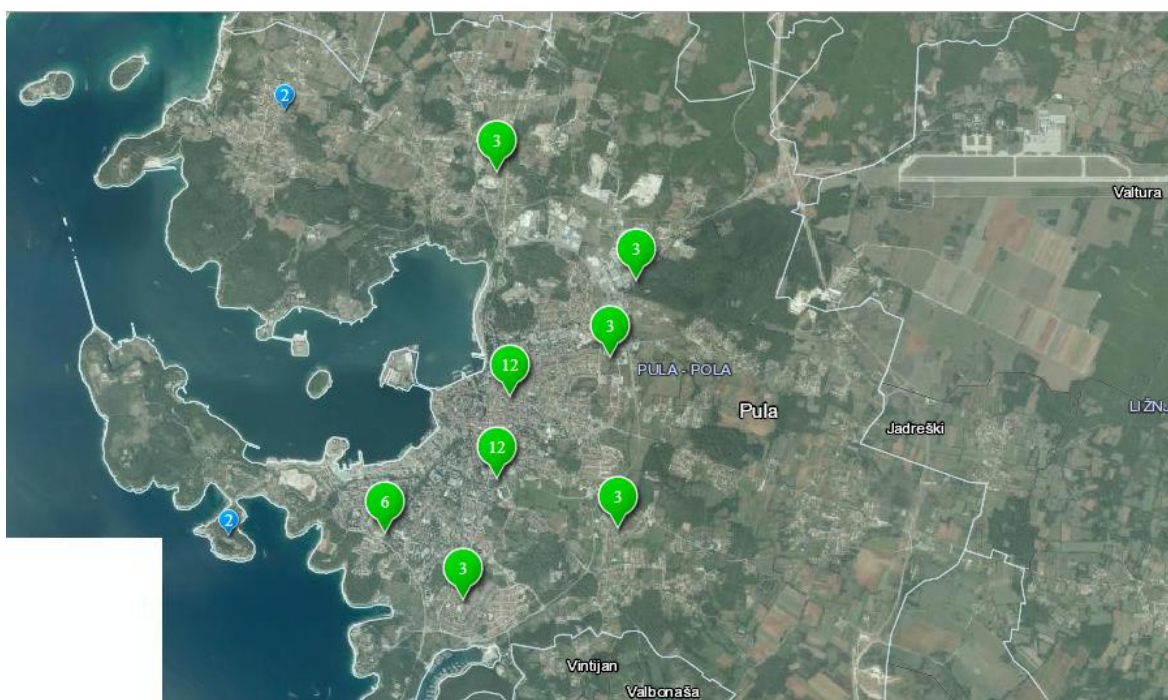 2
3
Valtura
3
3
12
PULA - POLA
Pula
LIŽNJ
Jadreški
12
6
3
2
3
Vintijan
Valbonaša